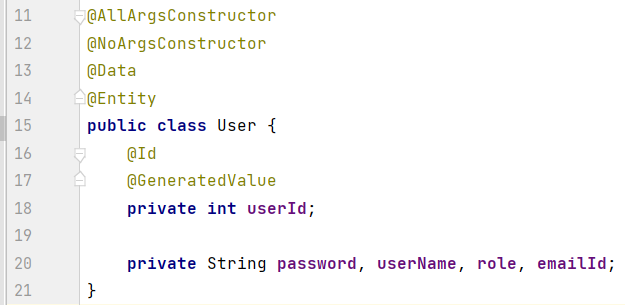 11 @AllArgsConstructor
12 @NoArgsConstructor
13 @Data
14 @Entity
15 public class User {
16 @Id
17 @GeneratedValue
18 private int userId;
19
20 private String password, userName, role, emailId;
21 }